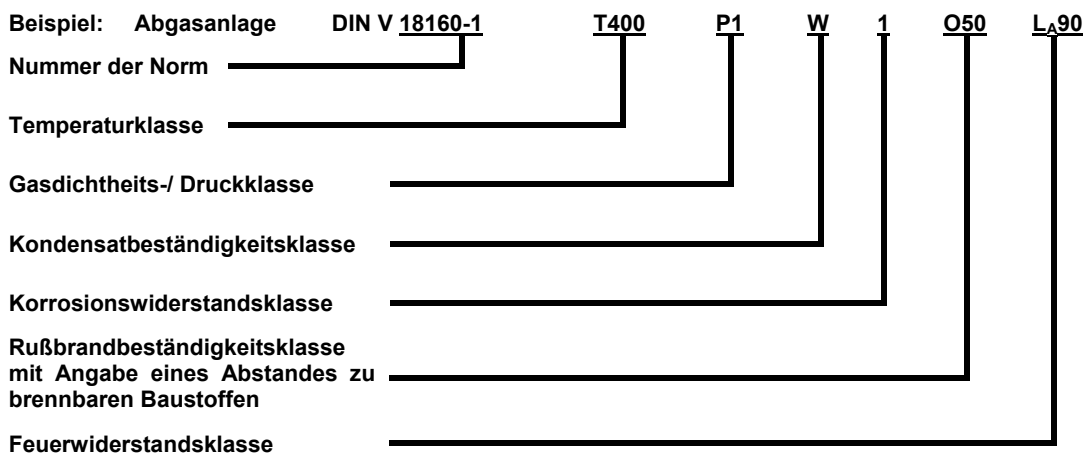 Beispiel: Abgasanlage DIN V 18160-1 T400 P1 W 1 O50 LA90
Nummer der Norm
Temperaturklasse
Gasdichtheits-/ Druckklasse
Kondensatbeständigkeitsklasse
Korrosionswiderstandsklasse
Rußbrandbeständigkeitsklasse
mit Angabe eines Abstandes zu
brennbaren Baustoffen
Feuerwiderstandsklasse